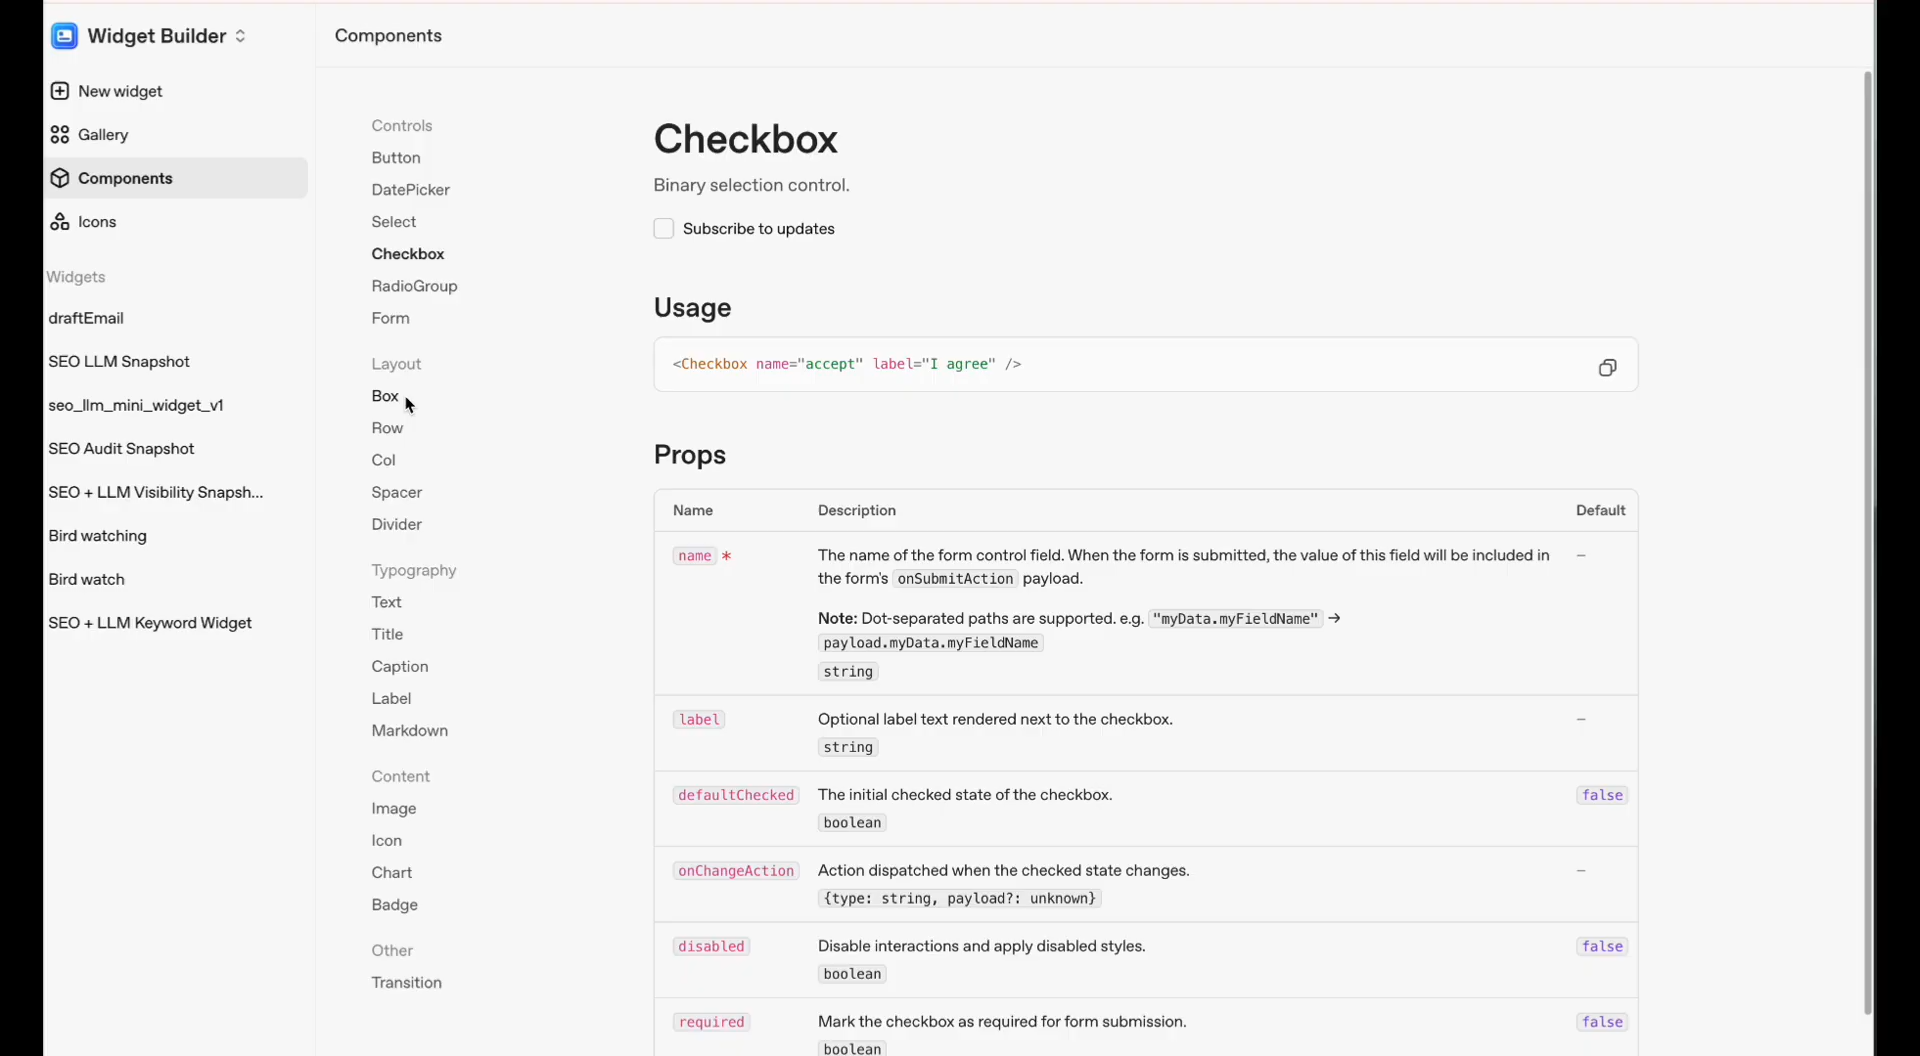 Widget Builder
New widget
Gallery
Components
Icons
Widgets
draftEmail
SEO LLM Snapshot
seo_llm_mini_widget_v1
SEO Audit Snapshot
SEO + LLM Visibility Snapsh...
Bird watching
Bird watch
SEO + LLM Keyword Widget
Components
Controls
Button
DatePicker
Select
Checkbox
RadioGroup
Form
Layout
Box
Row
Col
Spacer
Divider
Typography
Text
Title
Caption
Label
Markdown
Content
Image
Icon
Chart
Badge
Other
Transition
Checkbox
Binary selection control.
Subscribe to updates
Usage
<Checkbox name="accept" label="I agree" />
Props
Name Description Default
name * The name of the form control field. When the form is submitted, the value of this field will be included in –
the form's onSubmitAction payload.
Note: Dot-separated paths are supported. e.g. "myData.myFieldName" →
payload.myData.myFieldName
string
label Optional label text rendered next to the checkbox. –
string
defaultChecked The initial checked state of the checkbox. false
boolean
onChangeAction Action dispatched when the checked state changes. –
{type: string, payload?: unknown}
disabled Disable interactions and apply disabled styles. false
boolean
required Mark the checkbox as required for form submission. false
boolean